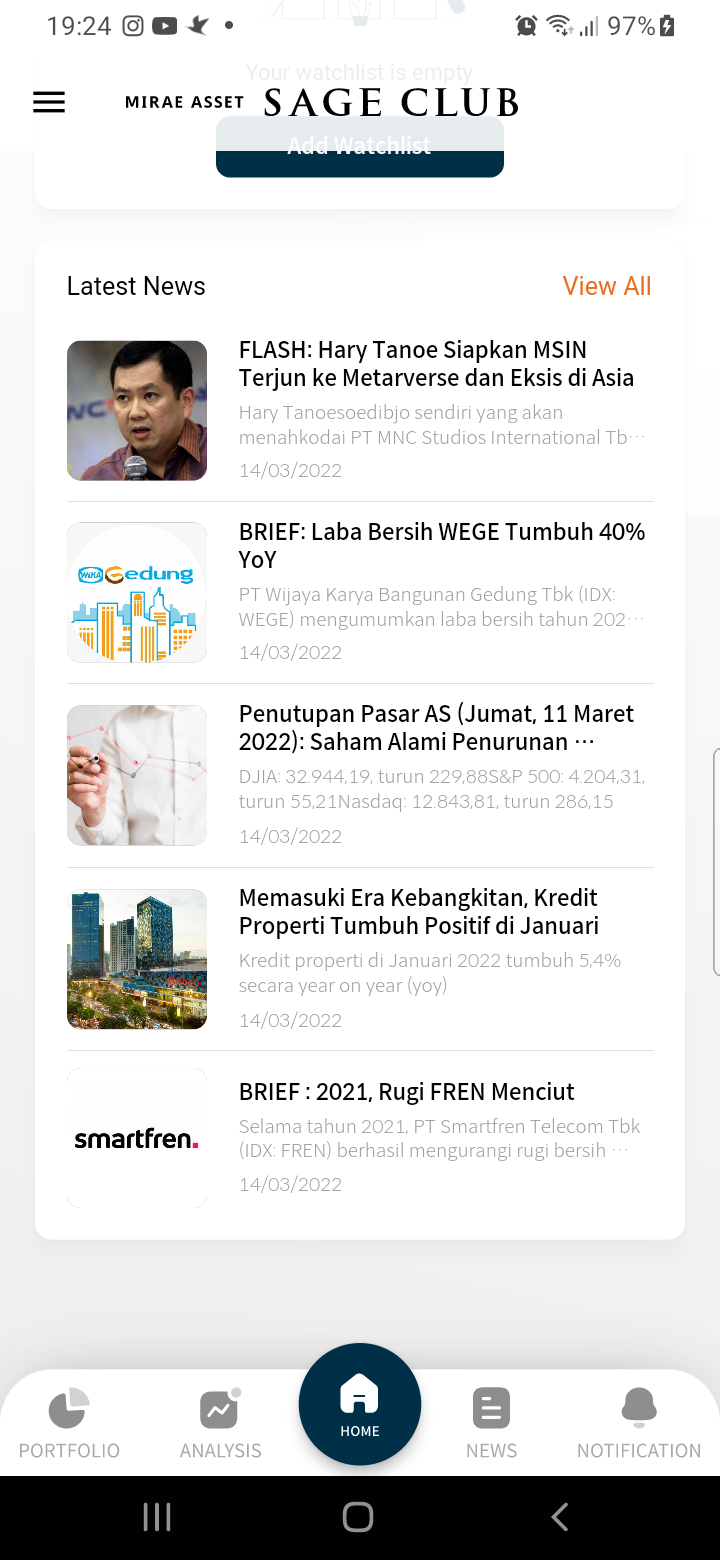 19:24
97%
Your watchlist is empty
MIRAE ASSET SAGE CLUB
Add Watchlist
Latest News
View All
FLASH: Hary Tanoe Siapkan MSIN
Terjun ke Metarverse dan Eksis di Asia
Hary Tanoesoedibjo sendiri yang akan
menahkodai PT MNC Studios International Tb...
14/03/2022
WIKA Gedung
BRIEF: Laba Bersih WEGE Tumbuh 40%
YoY
PT Wijaya Karya Bangunan Gedung Tbk (IDX:
WEGE) mengumumkan laba bersih tahun 202...
14/03/2022
Penutupan Pasar AS (Jumat, 11 Maret
2022): Saham Alami Penurunan ...
DJIA: 32.944,19, turun 229,88S&P 500: 4.204,31,
turun 55,21Nasdaq: 12.843,81, turun 286,15
14/03/2022
Memasuki Era Kebangkitan, Kredit
Properti Tumbuh Positif di Januari
Kredit properti di Januari 2022 tumbuh 5,4%
secara year on year (yoy)
14/03/2022
smartfren.
BRIEF : 2021, Rugi FREN Menciut
Selama tahun 2021, PT Smartfren Telecom Tbk
(IDX: FREN) berhasil mengurangi rugi bersih ...
14/03/2022
PORTFOLIO
ANALYSIS
HOME
NEWS
NOTIFICATION